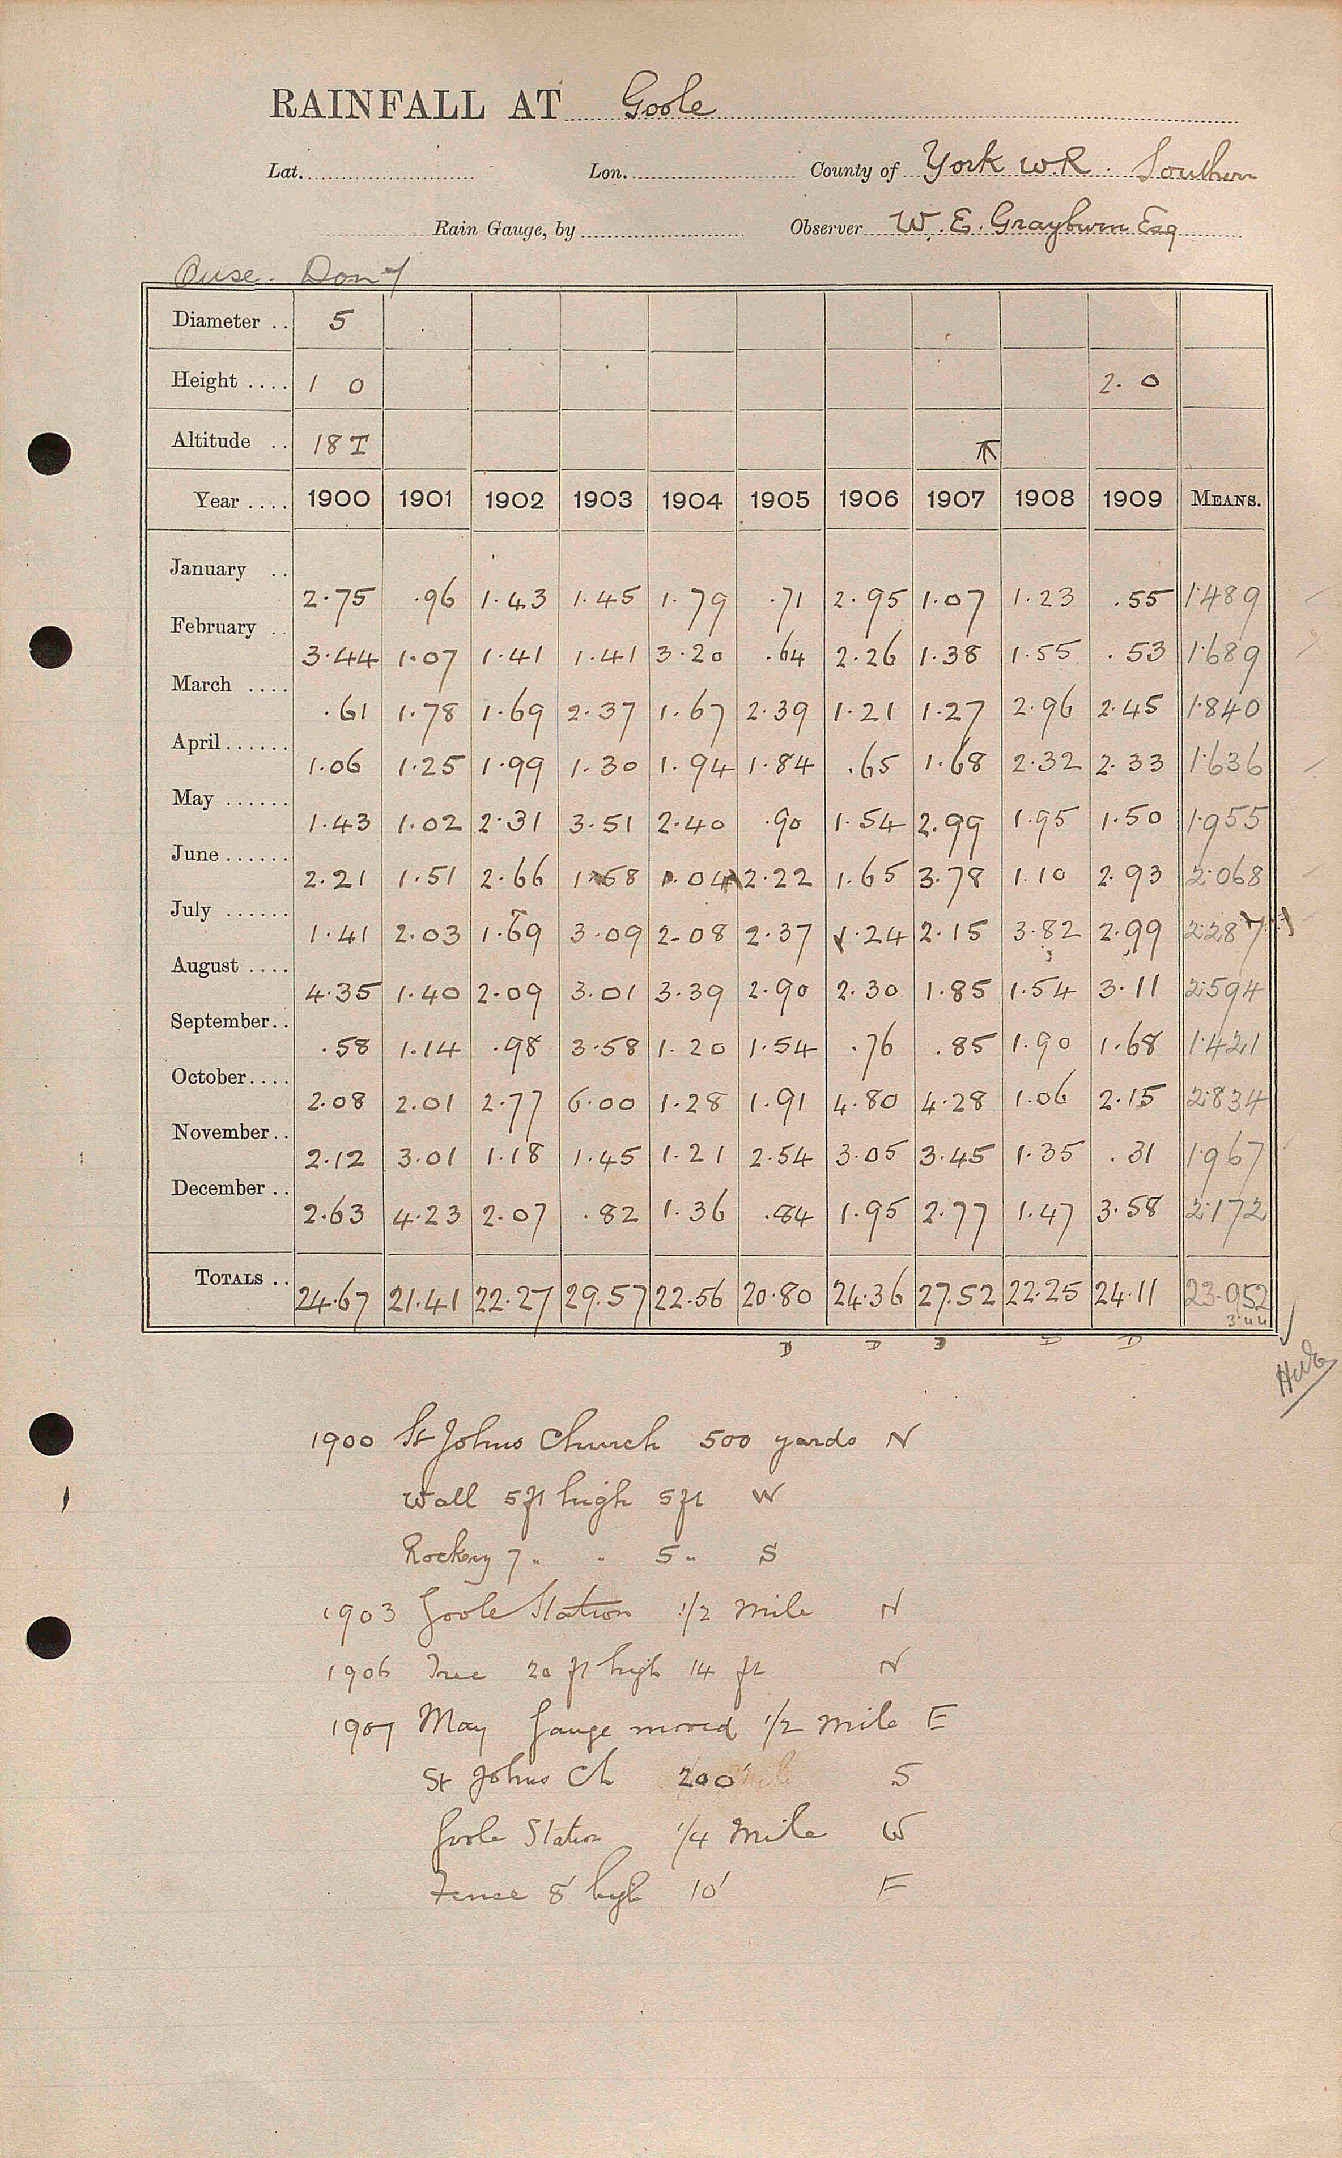 RAINFALL AT Goole
Lat. Lon. County of York W.R. Southern
Rain Gauge, by Observer W. E. Grayburn Esq
Ouse. Don
Diameter .. 5
Height .... 1 0 2. 0
Altitude .. 18 T
Year .... 1900 1901 1902 1903 1904 1905 1906 1907 1908 1909 MEANS.
January .. 2.75 .96 1.43 1.45 1.79 .71 2.95 1.07 1.23 .55 1.489
February .. 3.44 1.07 1.41 1.41 3.20 .64 2.26 1.38 1.55 .53 1.689
March .... .61 1.78 1.69 2.37 1.67 2.39 1.21 1.27 2.96 2.45 1.840
April ...... 1.06 1.25 1.99 1.30 1.94 1.84 .65 1.68 2.32 2.33 1.636
May ...... 1.43 1.02 2.31 3.51 2.40 .90 1.54 2.99 1.95 1.50 1.955
June ...... 2.21 1.51 2.66 1.58 1.04 2.22 1.65 3.78 1.10 2.93 2.068
July ...... 1.41 2.03 1.69 3.09 2.08 2.37 1.24 2.15 3.82 2.99 2.287
August .... 4.35 1.40 2.09 3.01 3.39 2.90 2.30 1.85 1.54 3.11 2.594
September .. .58 1.14 .98 3.58 1.20 1.54 .76 .85 1.90 1.68 1.421
October .... 2.08 2.01 2.77 6.00 1.28 1.91 4.80 4.28 1.06 2.15 2.834
November .. 2.12 3.01 1.18 1.45 1.21 2.54 3.05 3.45 1.35 .31 1.967
December .. 2.63 4.23 2.07 .82 1.36 .84 1.95 2.77 1.47 3.58 2.172
TOTALS .. 24.67 21.41 22.27 29.57 22.56 20.80 24.36 27.52 22.25 24.11 23.952
D D D D D
1900 St Johns Church 500 yards N
Wall 5ft high 5ft W
Rockery 7 " " 5 " S
1903 Goole Station 1/2 mile N
1906 Tree 20 ft high 14 ft N
1907 May Gauge moved 1/2 mile E
St Johns Ch 200' S
Goole Station 1/4 Mile W
Fence 8' high 10' E